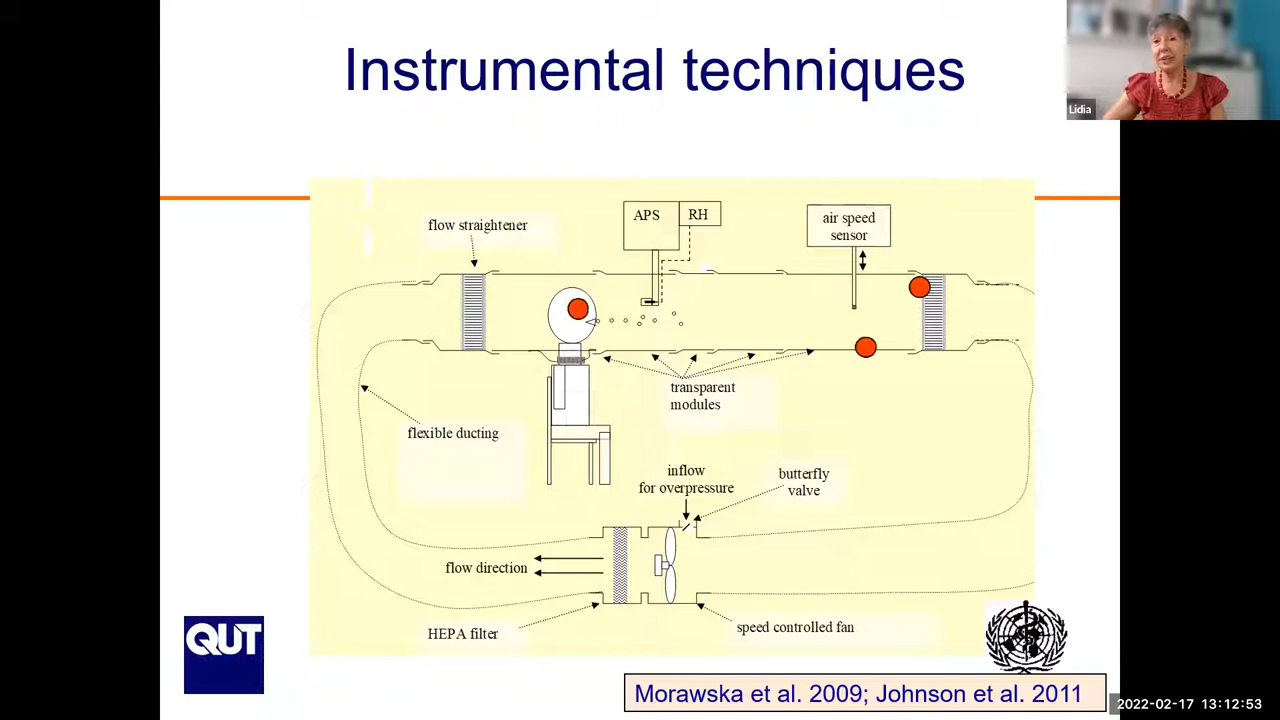 Instrumental techniques
Lidia
flow straightener
APS
RH
air speed
sensor
transparent
modules
flexible ducting
inflow
for overpressure
butterfly
valve
flow direction
HEPA filter
speed controlled fan
QUT
Morawska et al. 2009; Johnson et al. 2011
2022-02-17 13:12:53